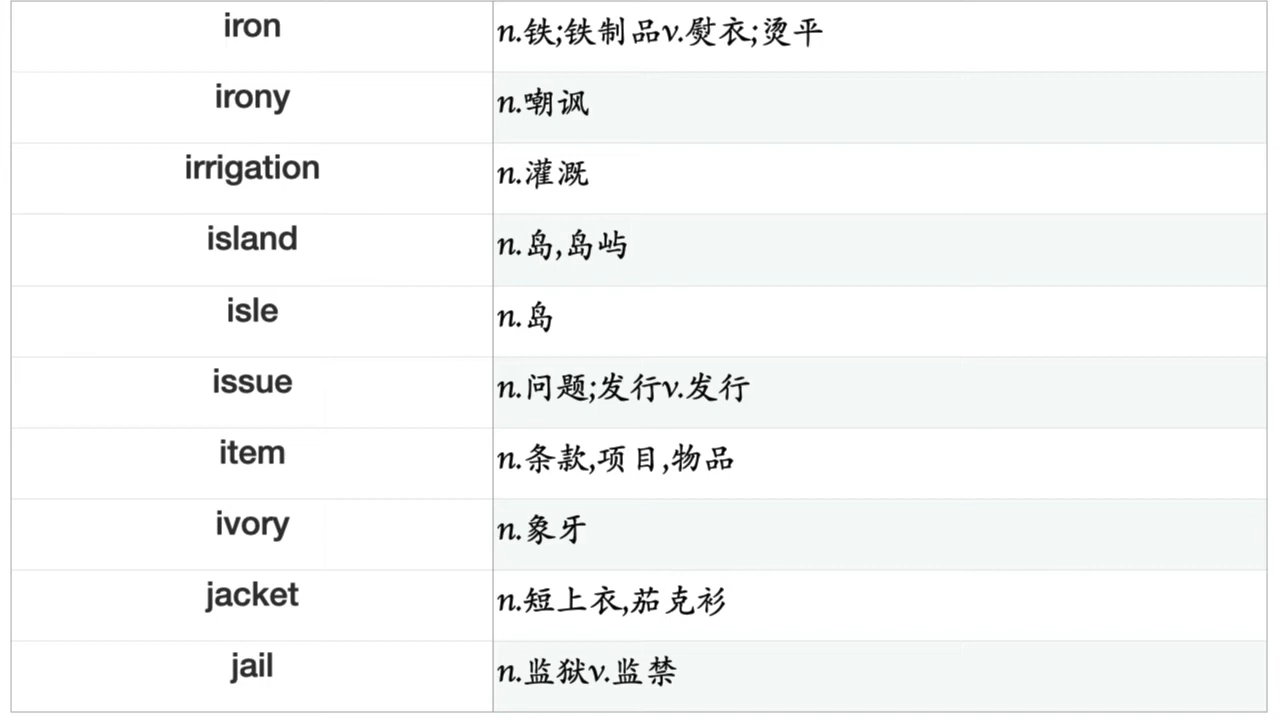 iron n.铁;铁制品v.熨衣;烫平
irony n.嘲讽
irrigation n.灌溉
island n.岛,岛屿
isle n.岛
issue n.问题;发行v.发行
item n.条款,项目,物品
ivory n.象牙
jacket n.短上衣,茄克衫
jail n.监狱v.监禁